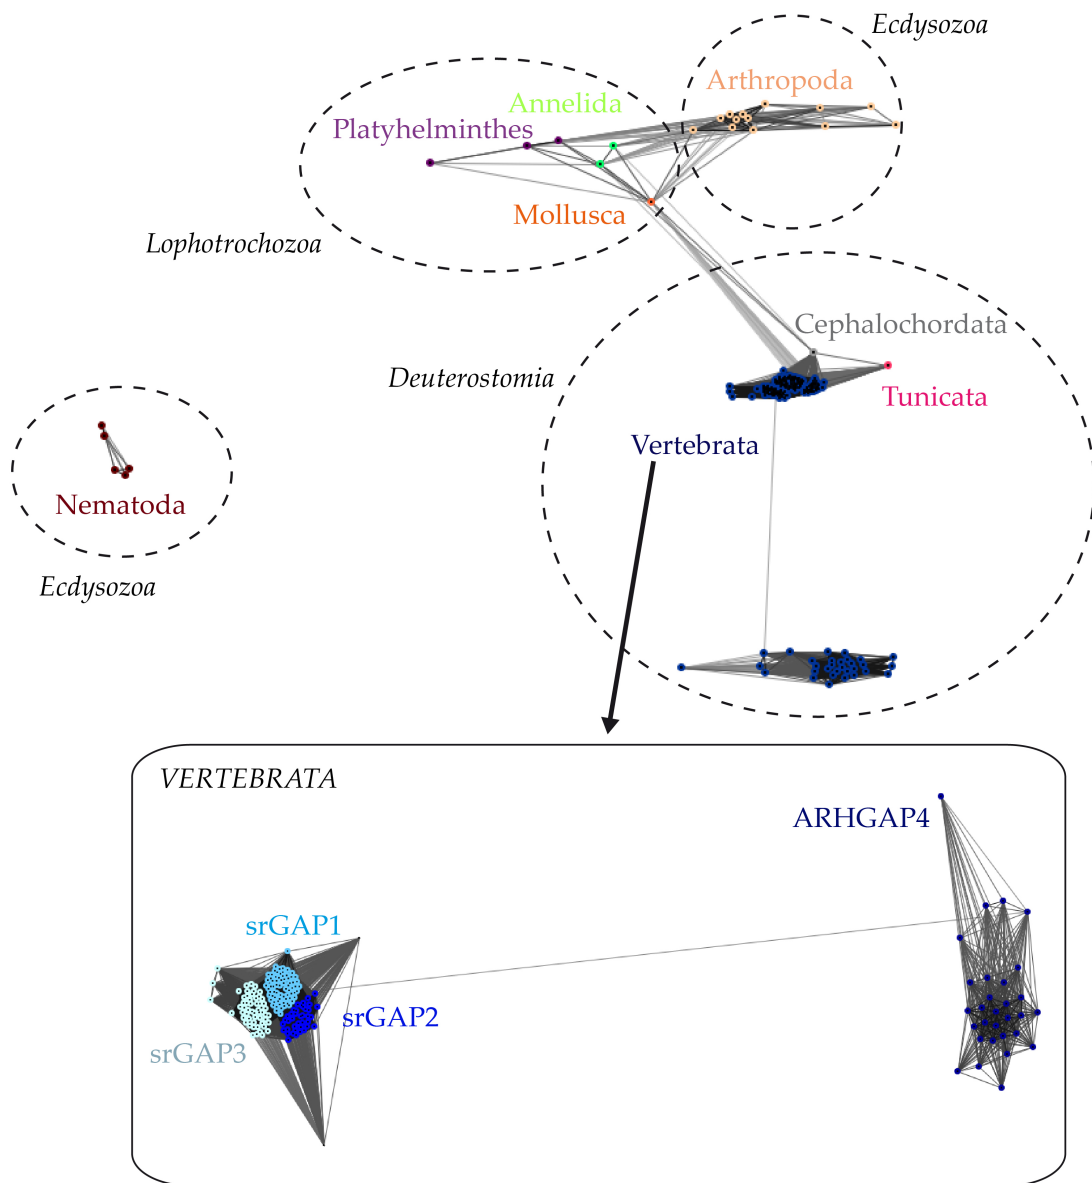 Ecdysozoa
Arthropoda
Annelida
Platyhelminthes
Mollusca
Lophotrochozoa
Cephalochordata
Deuterostomia
Tunicata
Vertebrata
Nematoda
Ecdysozoa
VERTEBRATA
ARHGAP4
srGAP1
srGAP2
srGAP3